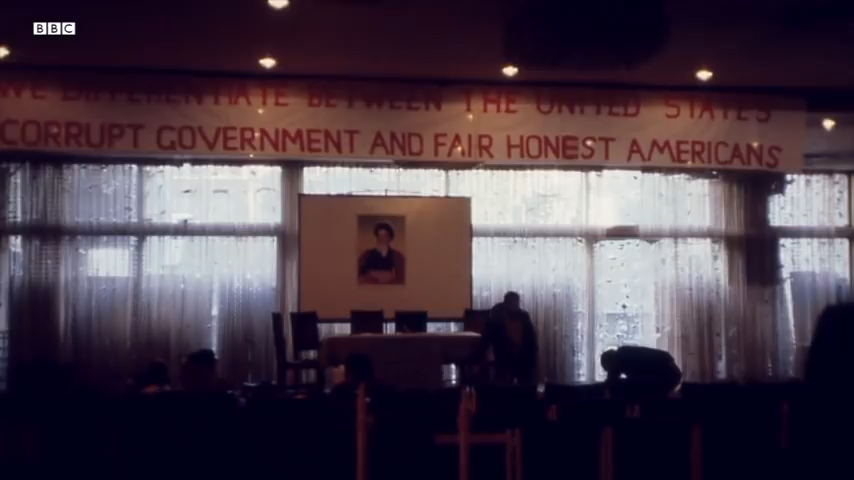 BBC
WE DIFFERENTIATE BETWEEN THE UNITED STATES
CORRUPT GOVERNMENT AND FAIR HONEST AMERICANS